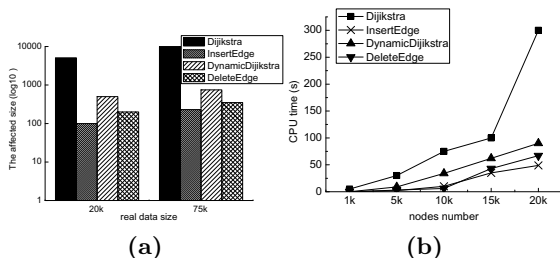 10000
1000
100
10
1
The affected size (log10)
Dijikstra
InsertEdge
DynamicDijikstra
DeleteEdge
20k
75k
real data size
(a)
300
250
200
150
100
50
0
CPU time (s)
Dijikstra
InsertEdge
DynamicDijikstra
DeleteEdge
1k
5k
10k
15k
20k
nodes number
(b)